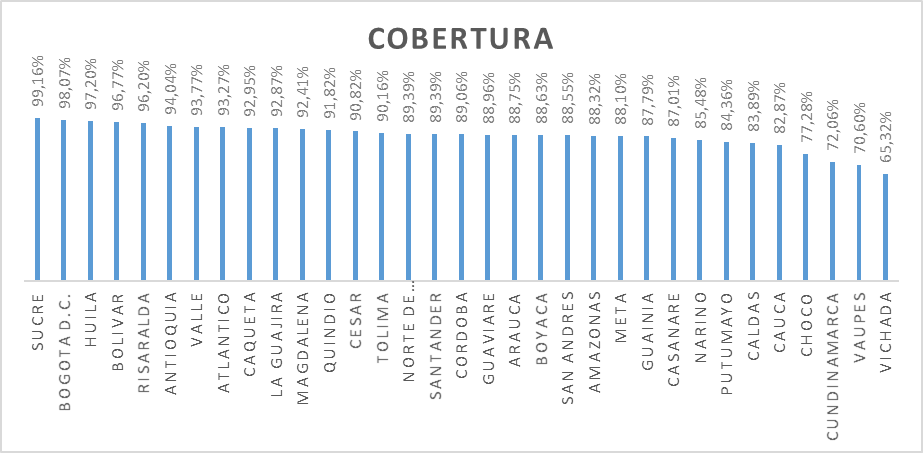 COBERTURA
99,16%
98,07%
97,20%
96,77%
96,20%
94,04%
93,77%
93,27%
92,95%
92,87%
92,41%
91,82%
90,82%
90,16%
89,39%
89,39%
89,06%
88,96%
88,75%
88,63%
88,55%
88,32%
88,10%
87,79%
87,01%
85,48%
84,36%
83,89%
82,87%
77,28%
72,06%
70,60%
65,32%
SUCRE
BOGOTA D.C.
HUILA
BOLIVAR
RISARALDA
ANTIOQUIA
VALLE
ATLANTICO
CAQUETA
LA GUAJIRA
MAGDALENA
QUINDIO
CESAR
TOLIMA
NORTE DE…
SANTANDER
CORDOBA
GUAVIARE
ARAUCA
BOYACA
SAN ANDRES
AMAZONAS
META
GUAINIA
CASANARE
NARINO
PUTUMAYO
CALDAS
CAUCA
CHOCO
CUNDINAMARCA
VAUPES
VICHADA